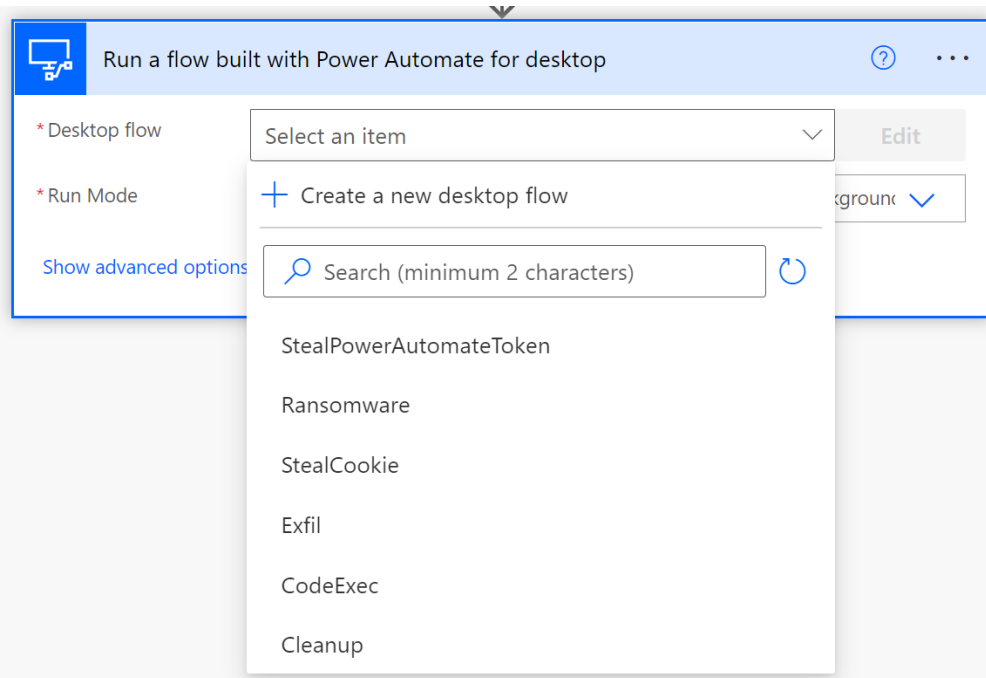 Run a flow built with Power Automate for desktop
* Desktop flow
Select an item
Edit
* Run Mode
Create a new desktop flow
Show advanced options
Search (minimum 2 characters)
StealPowerAutomateToken
Ransomware
StealCookie
Exfil
CodeExec
Cleanup